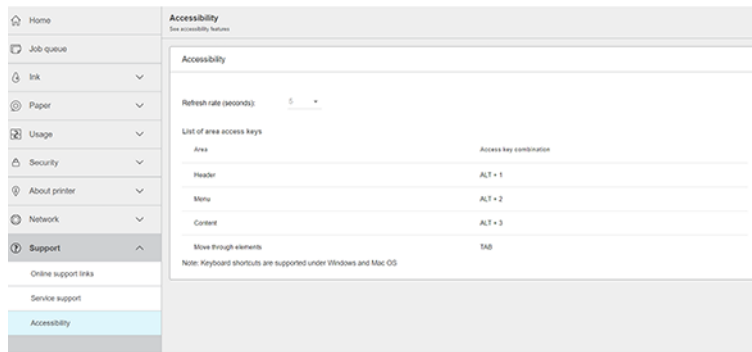 Home
Job queue
Ink
Paper
Usage
Security
About printer
Network
Support
Online support links
Service support
Accessibility
Accessibility
See accessibility features
Accessibility
Refresh rate (seconds): 5
List of area access keys
Area Access key combination
Header ALT + 1
Menu ALT + 2
Content ALT + 3
Move through elements TAB
Note: Keyboard shortcuts are supported under Windows and Mac OS